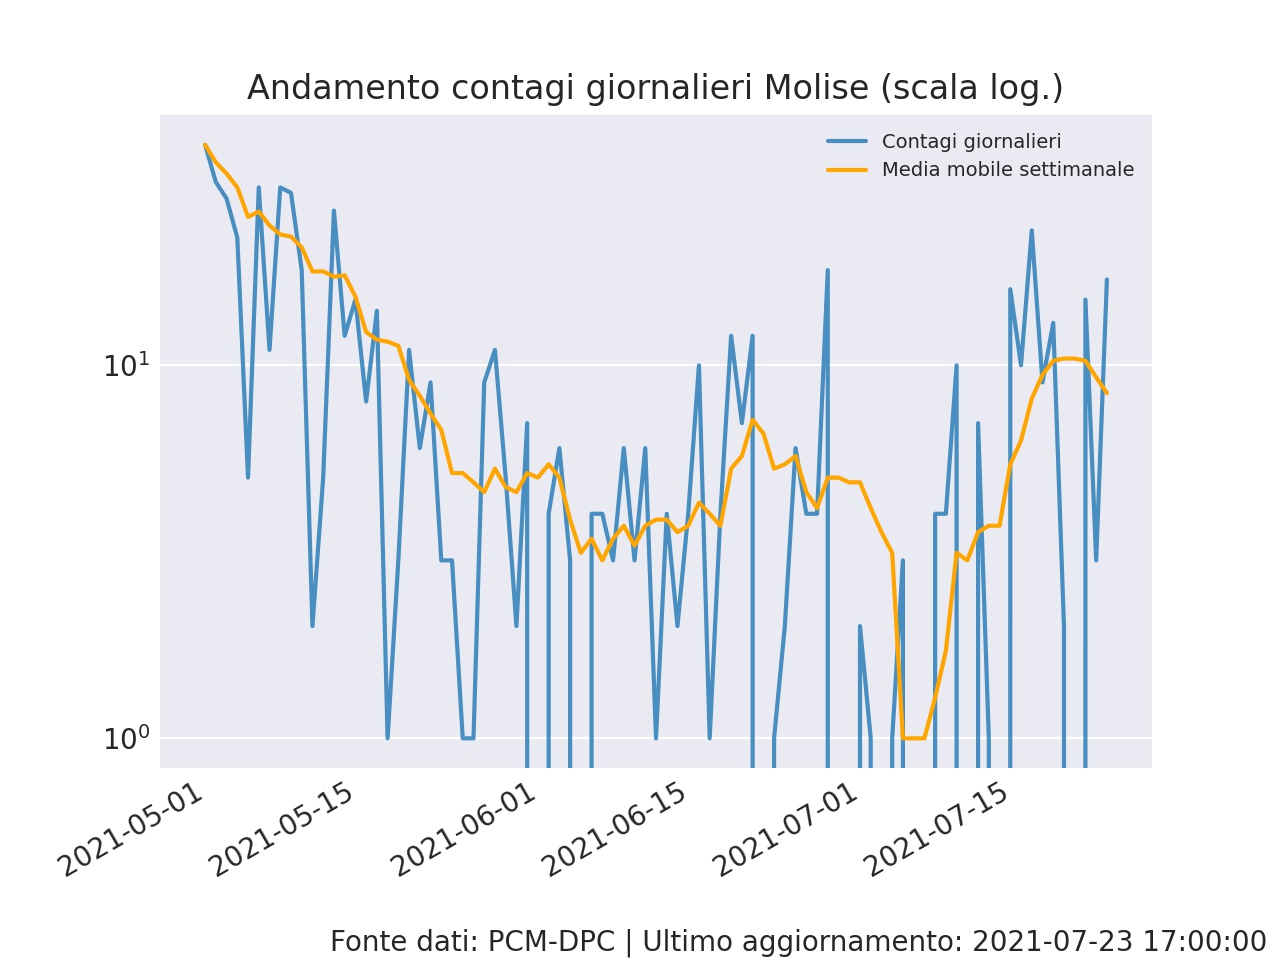 Andamento contagi giornalieri Molise (scala log.)
Contagi giornalieri
Media mobile settimanale
10¹
10⁰
2021-05-01
2021-05-15
2021-06-01
2021-06-15
2021-07-01
2021-07-15
Fonte dati: PCM-DPC | Ultimo aggiornamento: 2021-07-23 17:00:00